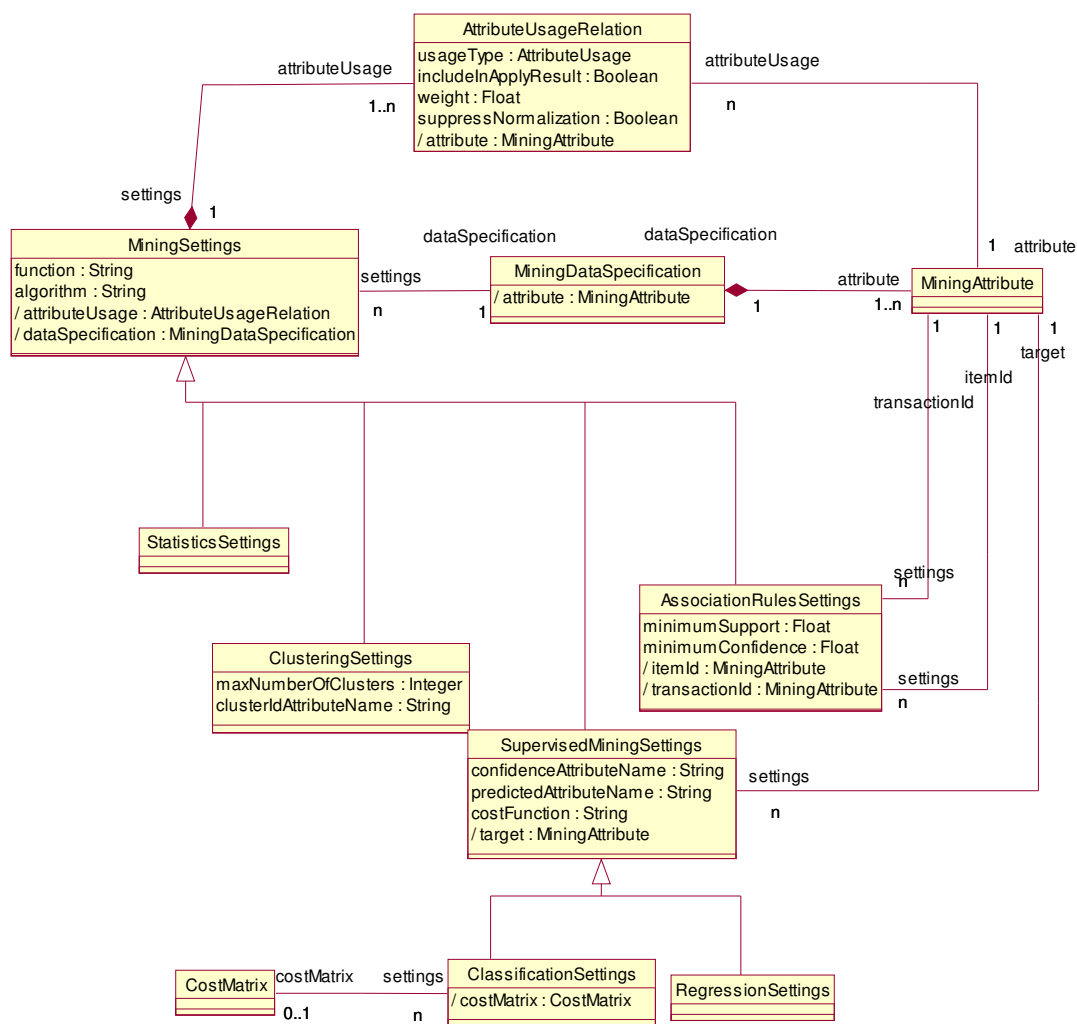 AttributeUsageRelation
usageType : AttributeUsage
includeInApplyResult : Boolean
weight : Float
suppressNormalization : Boolean
/ attribute : MiningAttribute
attributeUsage
1..n
attributeUsage
n
settings
1
MiningSettings
function : String
algorithm : String
/ attributeUsage : AttributeUsageRelation
/ dataSpecification : MiningDataSpecification
settings
n
dataSpecification
1
MiningDataSpecification
/ attribute : MiningAttribute
dataSpecification
1
attribute
1..n
1
attribute
MiningAttribute
1
1
1
target
itemId
transactionId
StatisticsSettings
settings
n
AssociationRulesSettings
minimumSupport : Float
minimumConfidence : Float
/ itemId : MiningAttribute
/ transactionId : MiningAttribute
settings
n
ClusteringSettings
maxNumberOfClusters : Integer
clusterIdAttributeName : String
SupervisedMiningSettings
confidenceAttributeName : String
predictedAttributeName : String
costFunction : String
/ target : MiningAttribute
settings
n
CostMatrix
costMatrix
0..1
settings
n
ClassificationSettings
/ costMatrix : CostMatrix
RegressionSettings